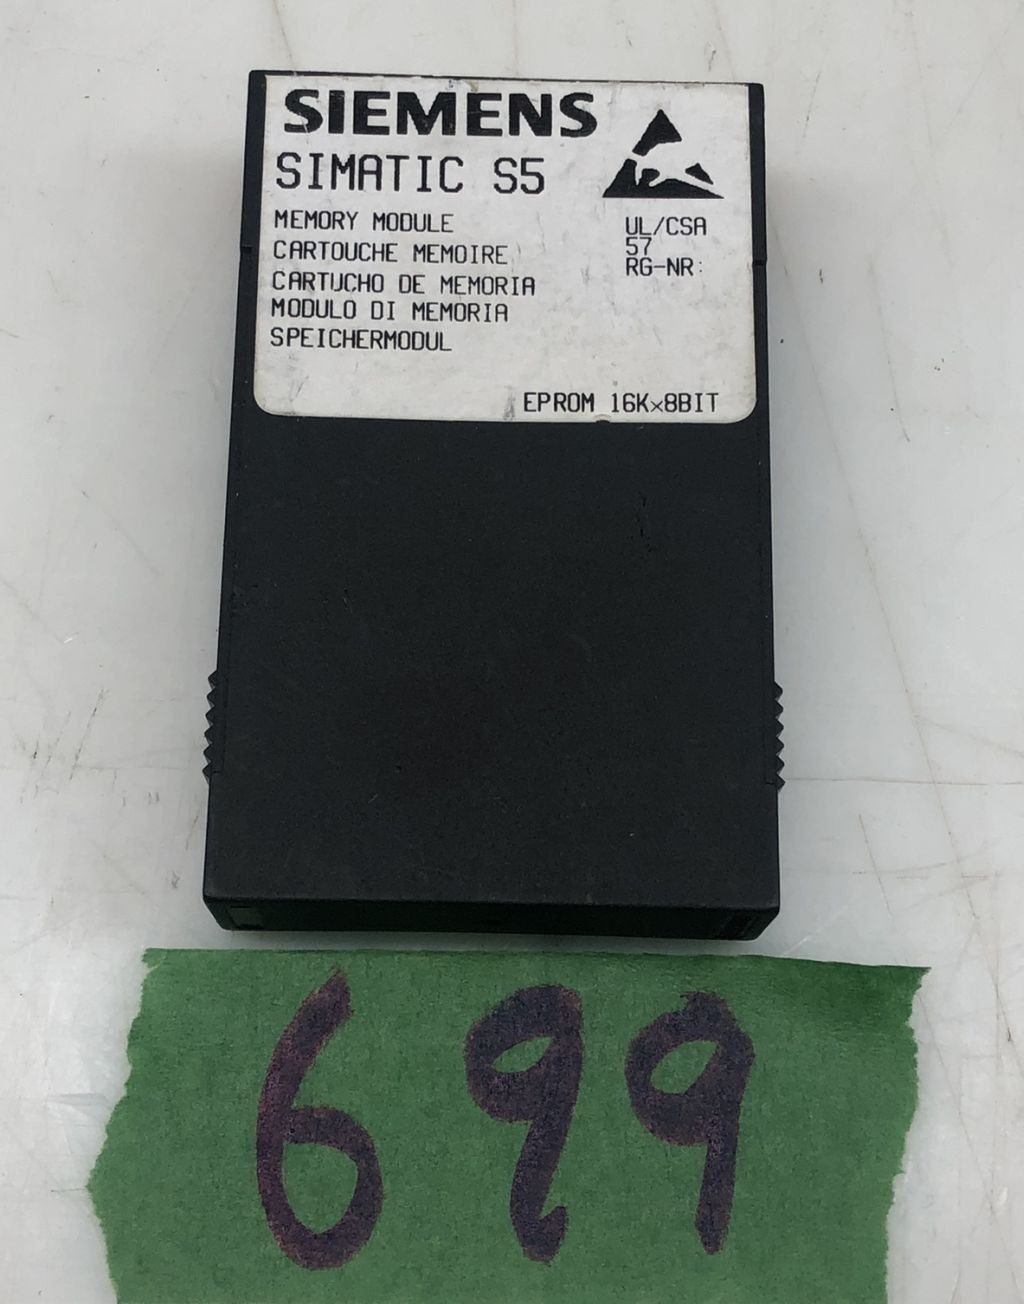 SIEMENS
SIMATIC S5
MEMORY MODULE
CARTOUCHE MEMOIRE
CARTUCHO DE MEMORIA
MODULO DI MEMORIA
SPEICHERMODUL
UL/CSA
57
RG-NR:
EPROM 16K×8BIT
699